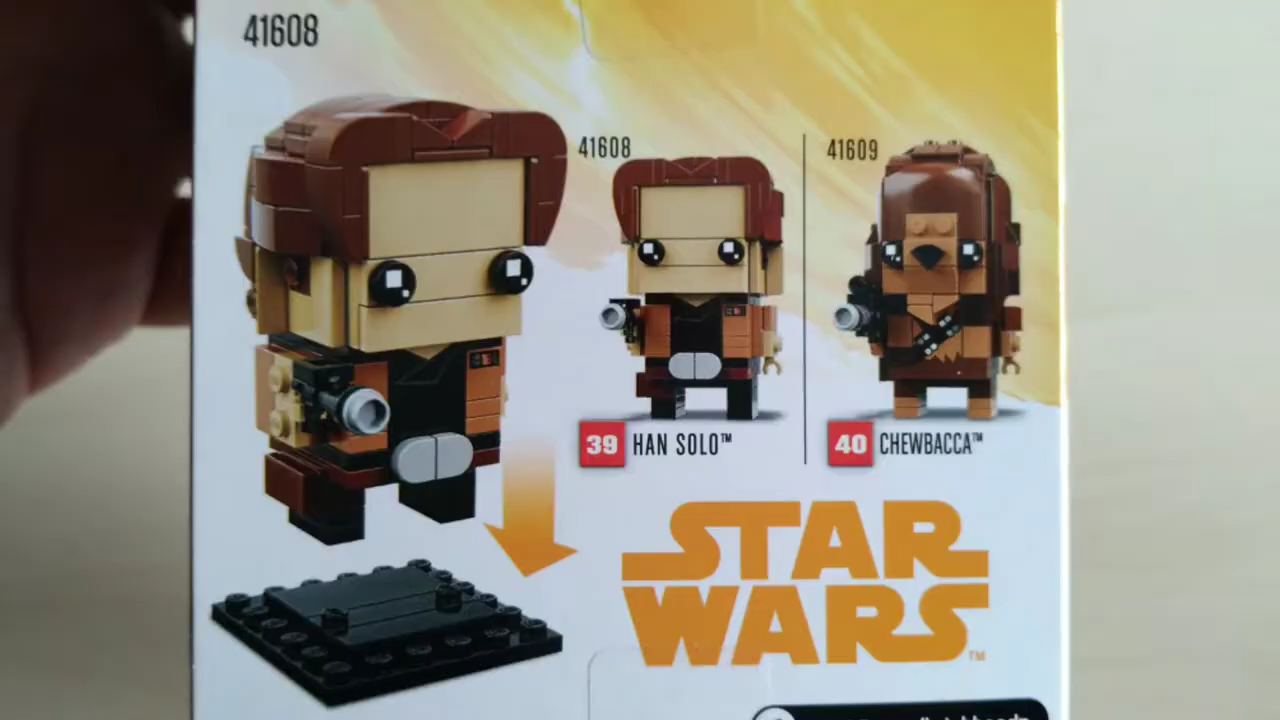 41608
41608
39 HAN SOLO™
41609
40 CHEWBACCA™
STAR
WARS™